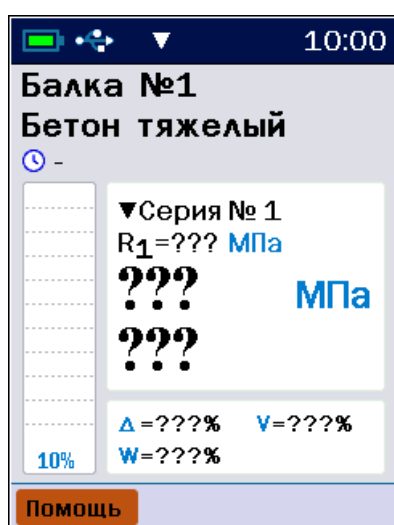 ▼ 10:00
Балка №1
Бетон тяжелый
-
▼Серия № 1
R1=??? МПа
??? МПа
???
Δ=???% V=???%
10% W=???%
Помощь